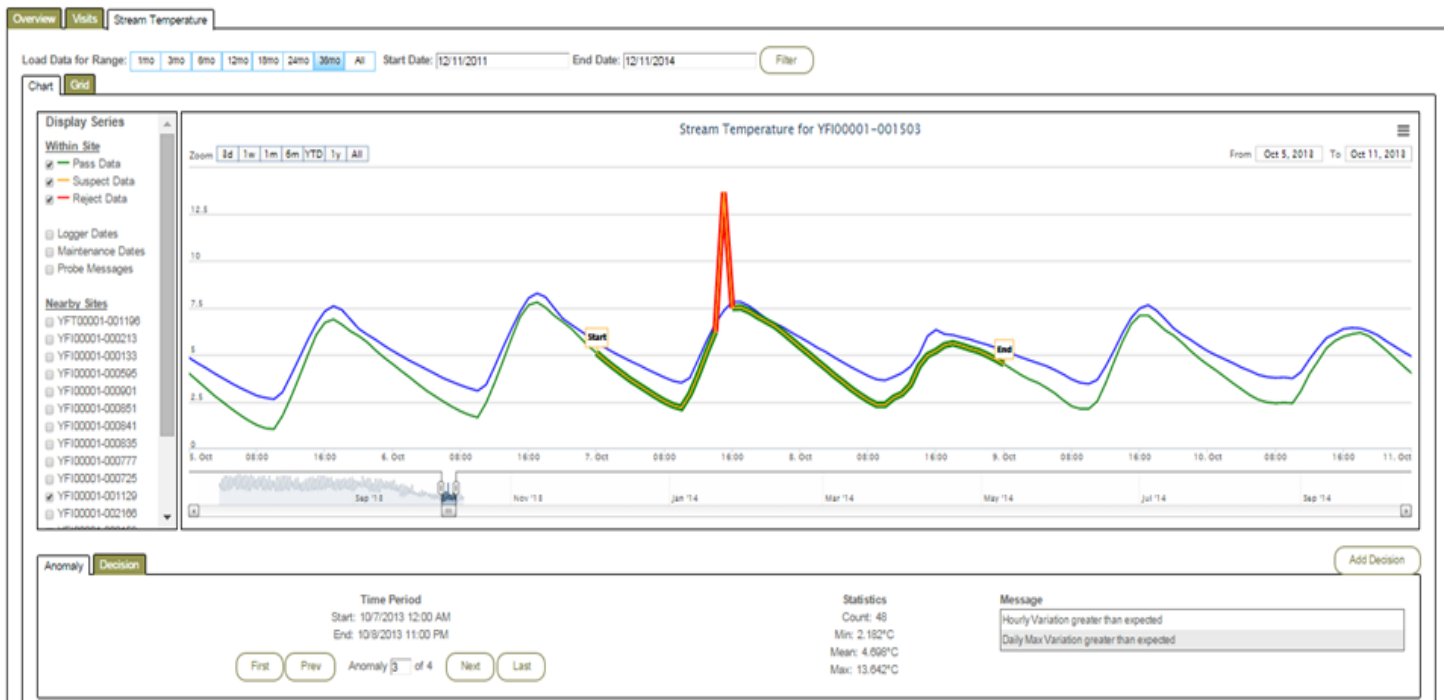 Overview Visits Stream Temperature
Load Data for Range: 1mo 3mo 6mo 12mo 18mo 24mo 36mo All Start Date: 12/11/2011 End Date: 12/11/2014 Filter
Chart Grid
Display Series
Within Site
Pass Data
Suspect Data
Reject Data
Logger Dates
Maintenance Dates
Probe Messages
Nearby Sites
YFT00001-001196
YFI00001-000213
YFI00001-000133
YFI00001-000595
YFI00001-000901
YFI00001-000851
YFI00001-000841
YFI00001-000835
YFI00001-000777
YFI00001-000725
YFI00001-001129
YFI00001-002166
Stream Temperature for YFI00001-001503
Zoom 3d 1w 1m 6m YTD 1y All From Oct 5, 2013 To Oct 11, 2013
12.5
10
7.5
5
2.5
0
Start
End
5. Oct 08:00 16:00 6. Oct 08:00 16:00 7. Oct 08:00 16:00 8. Oct 08:00 16:00 9. Oct 08:00 16:00 10. Oct 08:00 16:00 11. Oct
Sep '13 Nov '13 Jan '14 Mar '14 May '14 Jul '14 Sep '14
Anomaly Decision Add Decision
Time Period
Start: 10/7/2013 12:00 AM
End: 10/8/2013 11:00 PM
First Prev Anomaly 3 of 4 Next Last
Statistics
Count: 48
Min: 2.182°C
Mean: 4.698°C
Max: 13.642°C
Message
Hourly Variation greater than expected
Daily Max Variation greater than expected